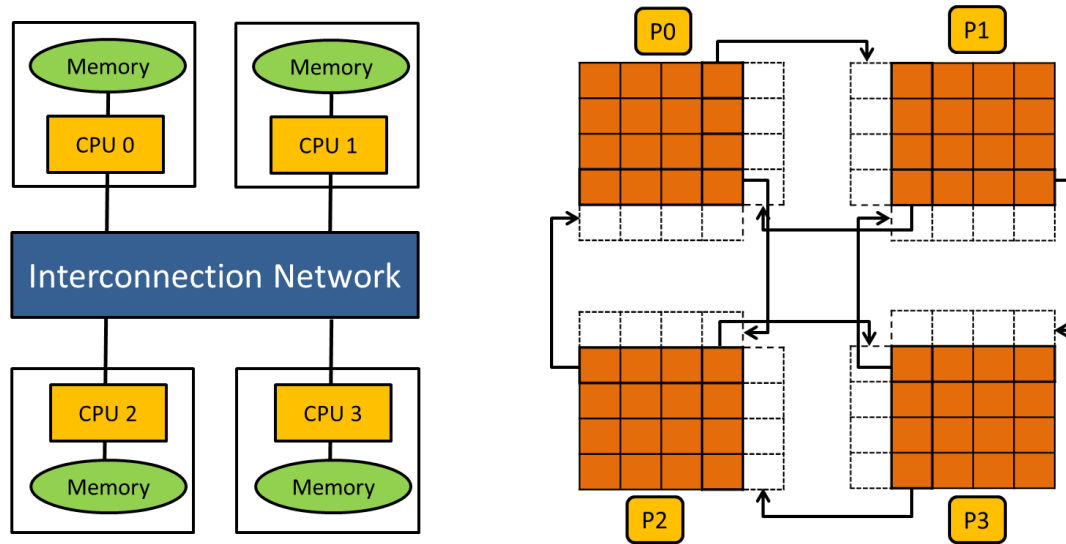 Memory
CPU 0
Memory
CPU 1
Interconnection Network
CPU 2
Memory
CPU 3
Memory
P0
P1
P2
P3